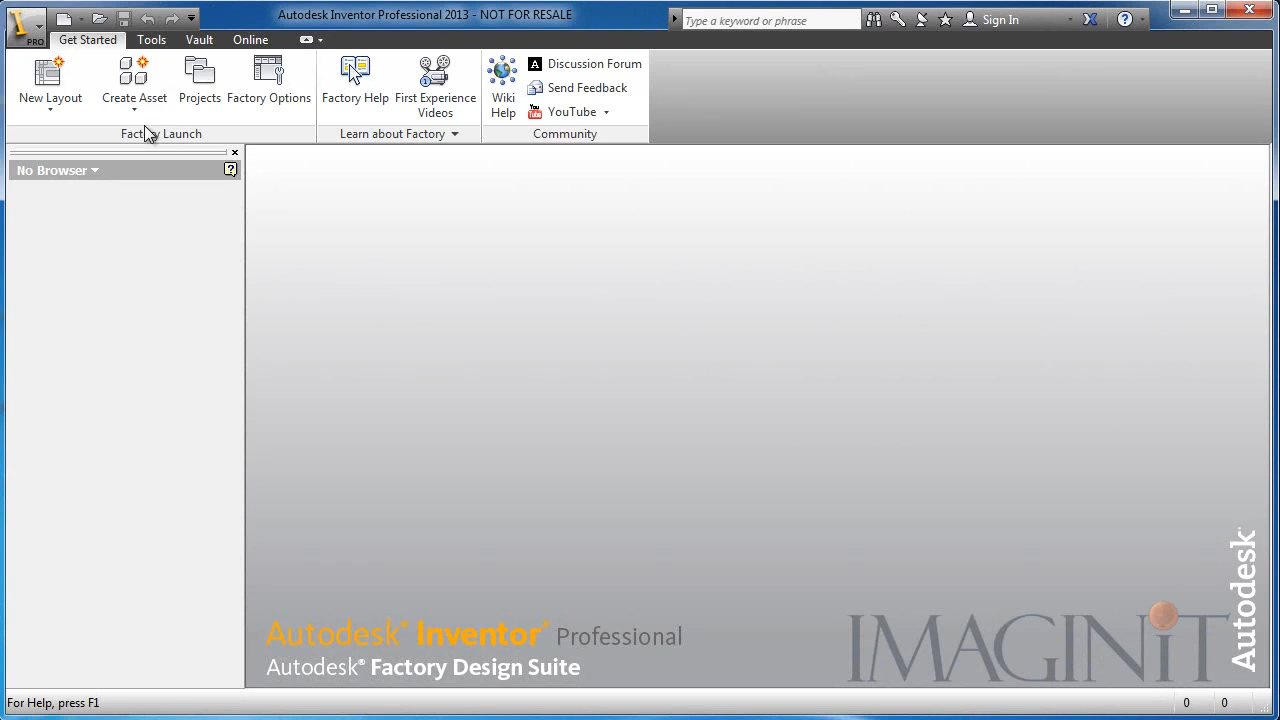 Autodesk Inventor Professional 2013 - NOT FOR RESALE
Type a keyword or phrase
Sign In
PRO
Get Started
Tools
Vault
Online
New Layout
Create Asset
Projects
Factory Options
Factory Help
First Experience
Videos
Wiki
Help
Discussion Forum
Send Feedback
You
Tube
YouTube
Factory Launch
Learn about Factory
Community
No Browser
Autodesk® Inventor® Professional
Autodesk® Factory Design Suite
IMAGINiT
Autodesk®
For Help, press F1
0
0